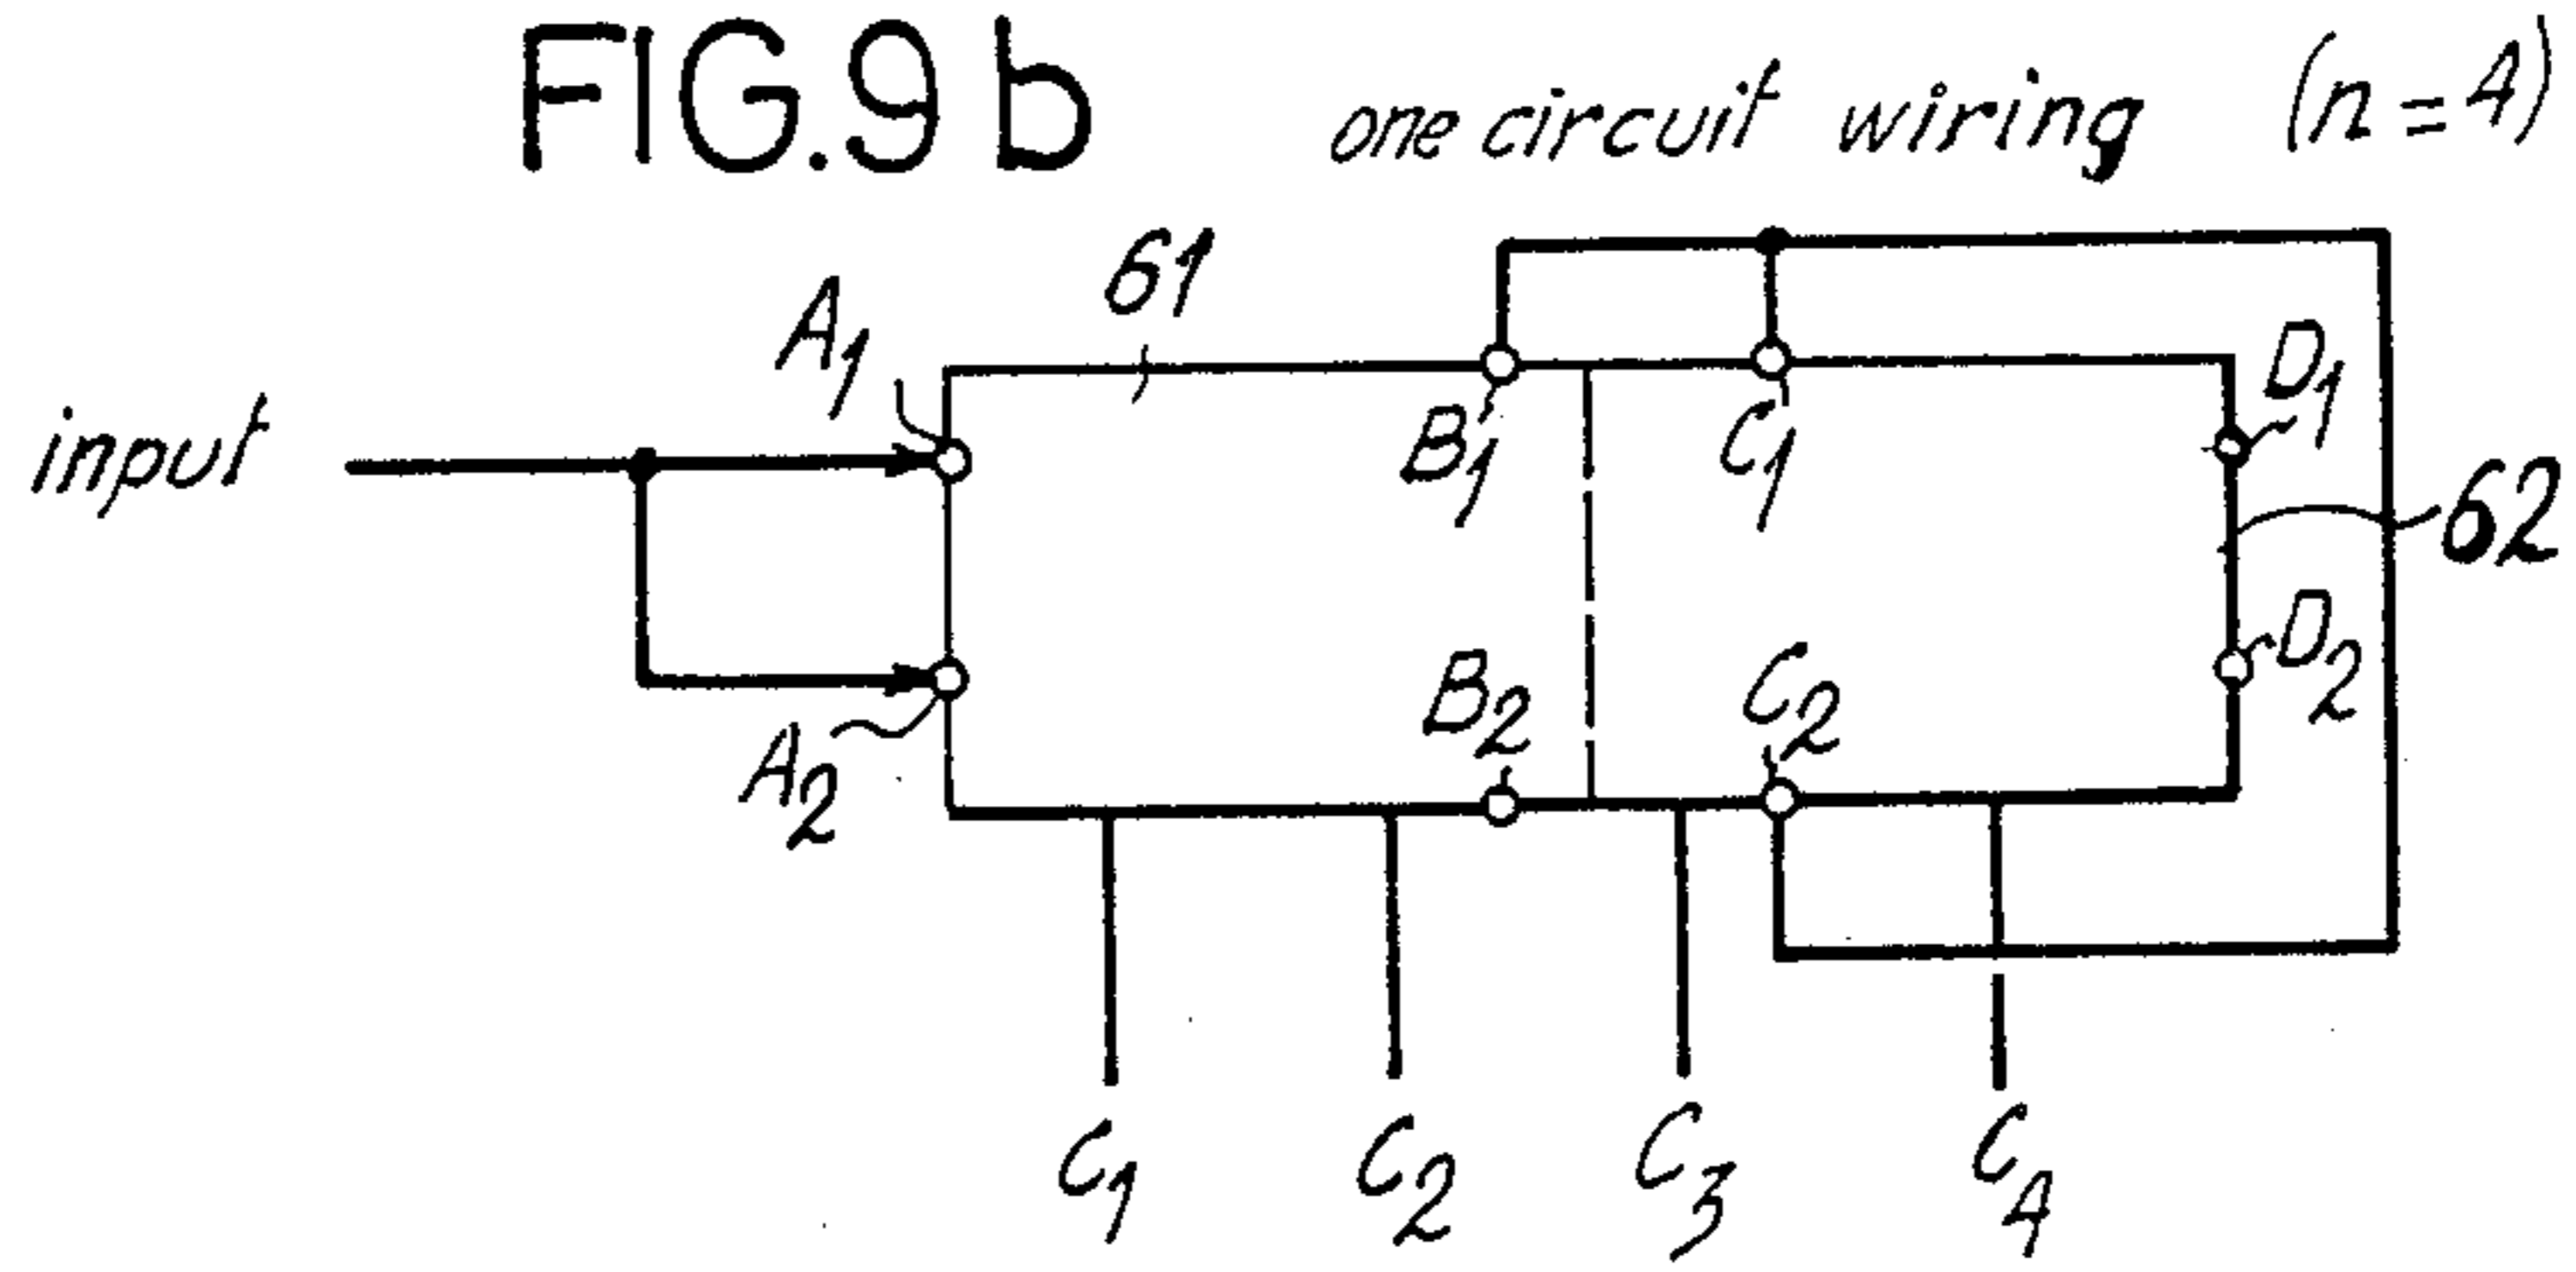 FIG.9b
one circuit wiring (n=4)
61
A1
input
D1
B1
C1
62
D2
B2
C2
A2
C1
C2
C3
C4